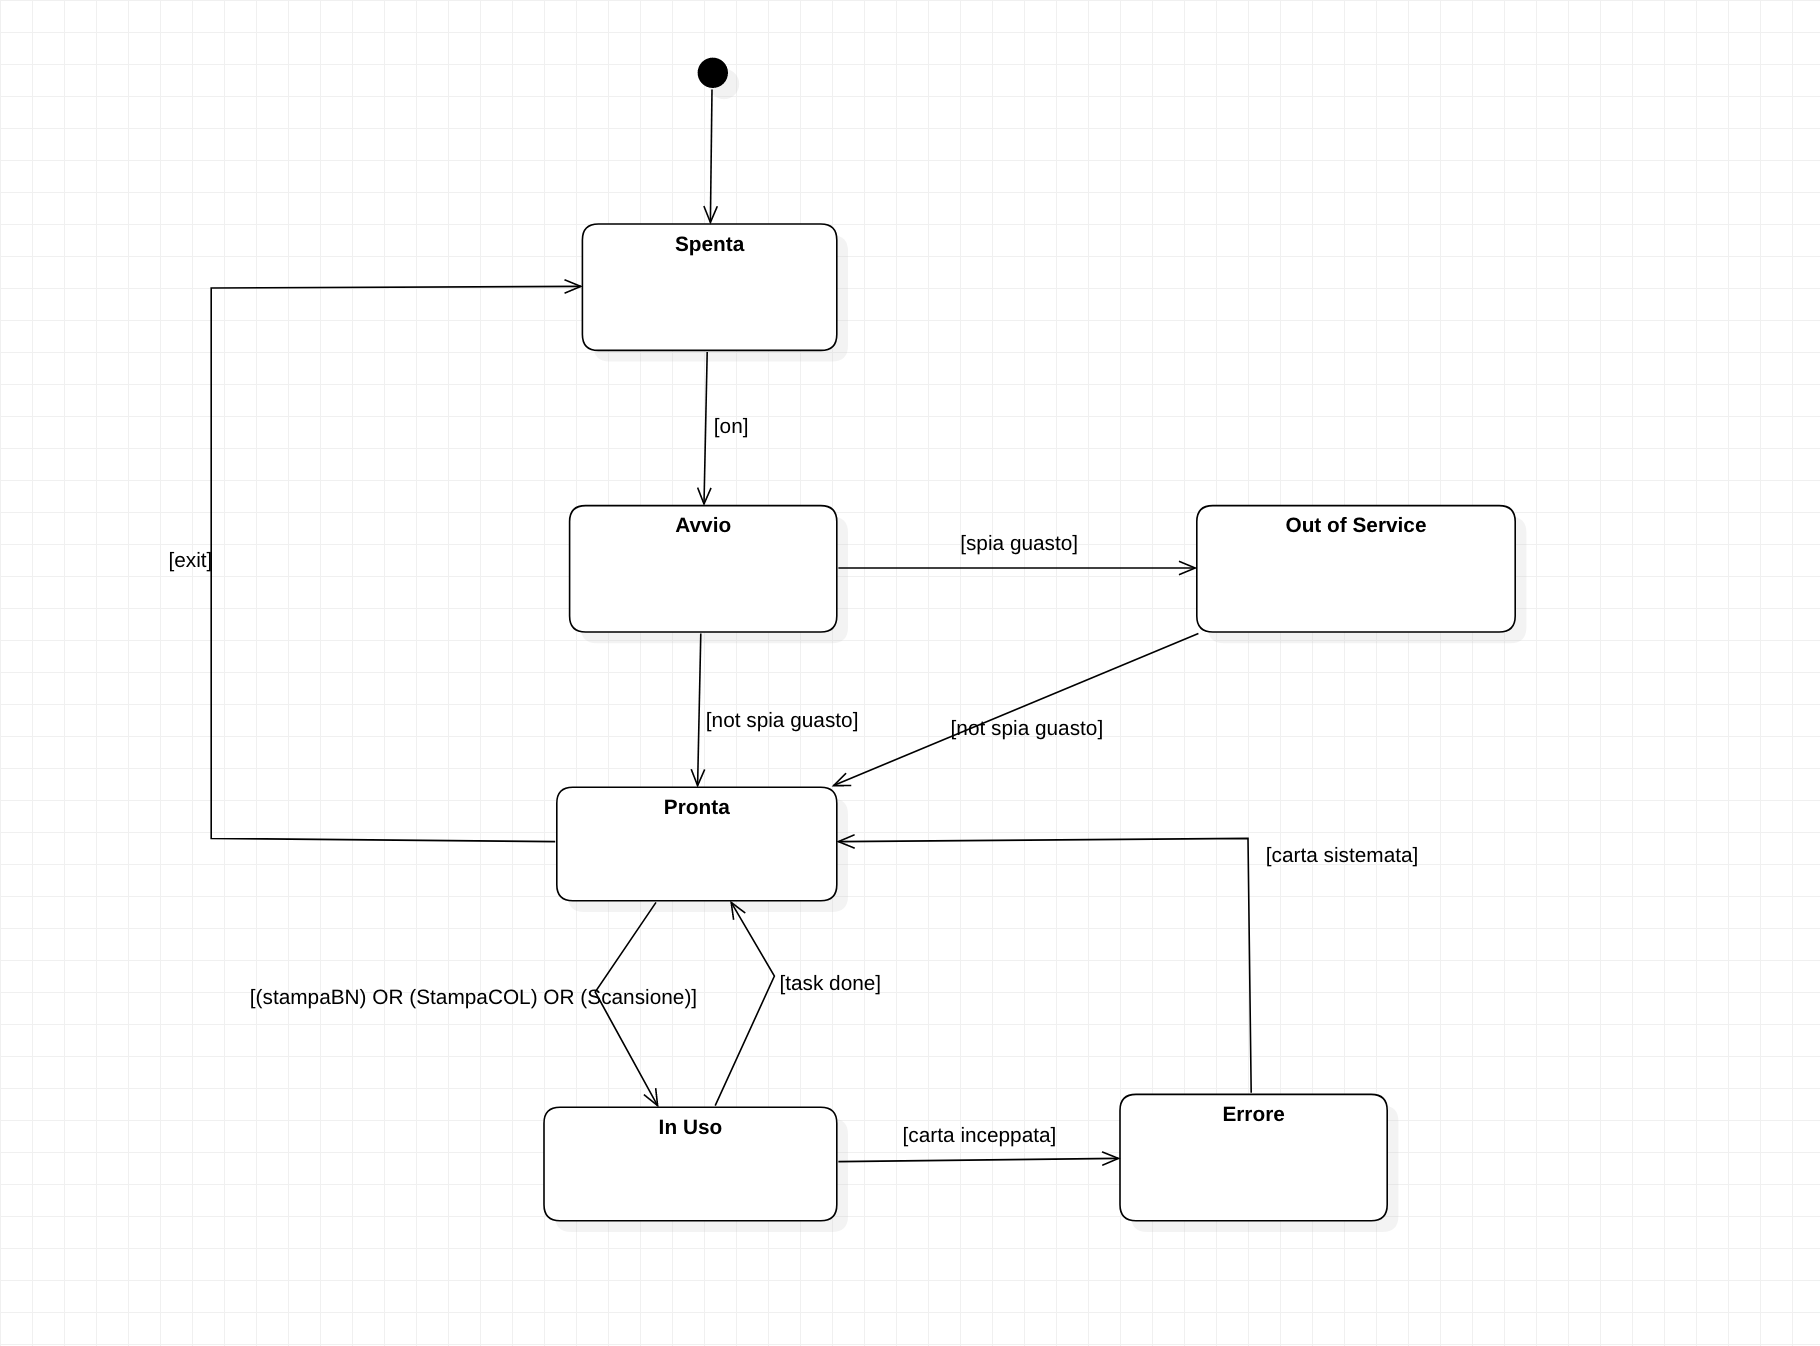 Spenta
[on]
Avvio
[spia guasto]
Out of Service
[exit]
[not spia guasto]
[not spia guasto]
Pronta
[carta sistemata]
[(stampaBN) OR (StampaCOL) OR (Scansione)]
[task done]
In Uso
[carta inceppata]
Errore